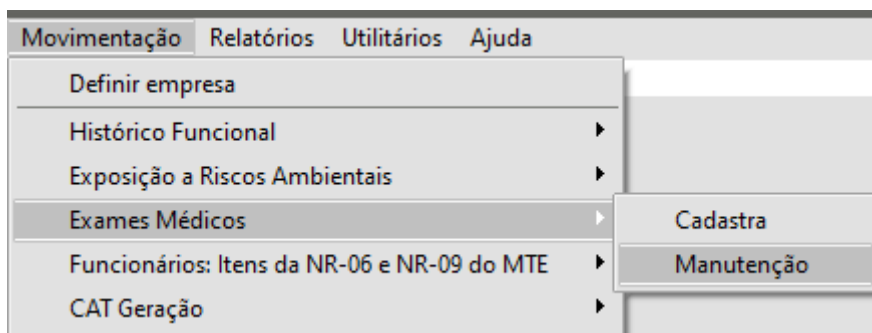 Movimentação Relatórios Utilitários Ajuda
Definir empresa
Histórico Funcional
Exposição a Riscos Ambientais
Exames Médicos
Cadastra
Funcionários: Itens da NR-06 e NR-09 do MTE
Manutenção
CAT Geração